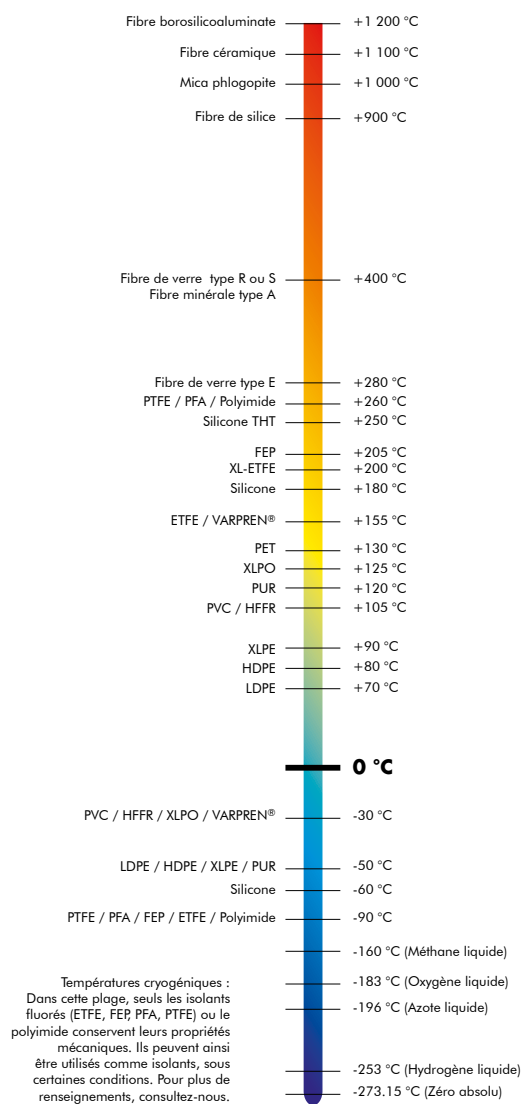 Fibre borosilicoaluminate +1 200 °C
Fibre céramique +1 100 °C
Mica phlogopite +1 000 °C
Fibre de silice +900 °C
Fibre de verre type R ou S +400 °C
Fibre minérale type A
Fibre de verre type E +280 °C
PTFE / PFA / Polyimide +260 °C
Silicone THT +250 °C
FEP +205 °C
XL-ETFE +200 °C
Silicone +180 °C
ETFE / VARPREN® +155 °C
PET +130 °C
XLPO +125 °C
PUR +120 °C
PVC / HFFR +105 °C
XLPE +90 °C
HDPE +80 °C
LDPE +70 °C
0 °C
PVC / HFFR / XLPO / VARPREN® -30 °C
LDPE / HDPE / XLPE / PUR -50 °C
Silicone -60 °C
PTFE / PFA / FEP / ETFE / Polyimide -90 °C
-160 °C (Méthane liquide)
-183 °C (Oxygène liquide)
-196 °C (Azote liquide)
-253 °C (Hydrogène liquide)
-273.15 °C (Zéro absolu)
Températures cryogéniques :
Dans cette plage, seuls les isolants
fluorés (ETFE, FEP, PFA, PTFE) ou le
polyimide conservent leurs propriétés
mécaniques. Ils peuvent ainsi
être utilisés comme isolants, sous
certaines conditions. Pour plus de
renseignements, consultez-nous.